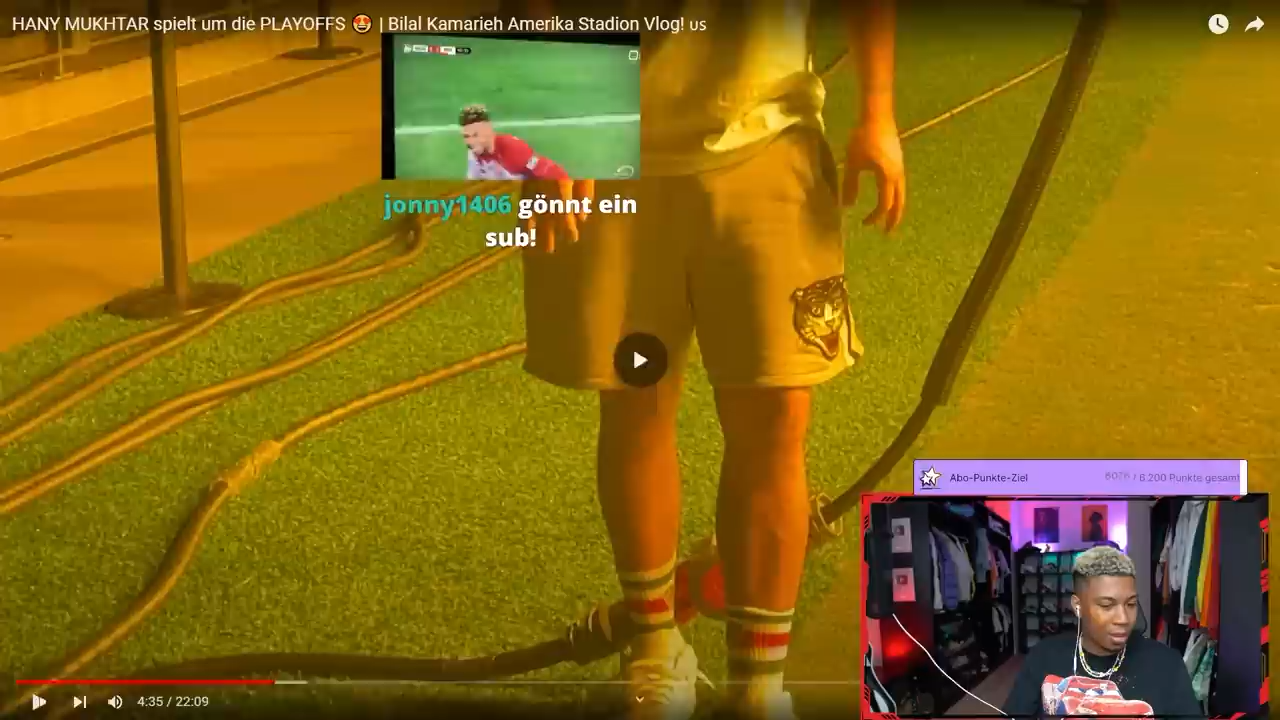 HANY MUKHTAR spielt um die PLAYOFFS 😍 | Bilal Kamarieh Amerika Stadion Vlog! US
jonny1406 gönnt ein
sub!
Abo-Punkte-Ziel
6076 / 6.200 Punkte gesamt
4:35 / 22:09